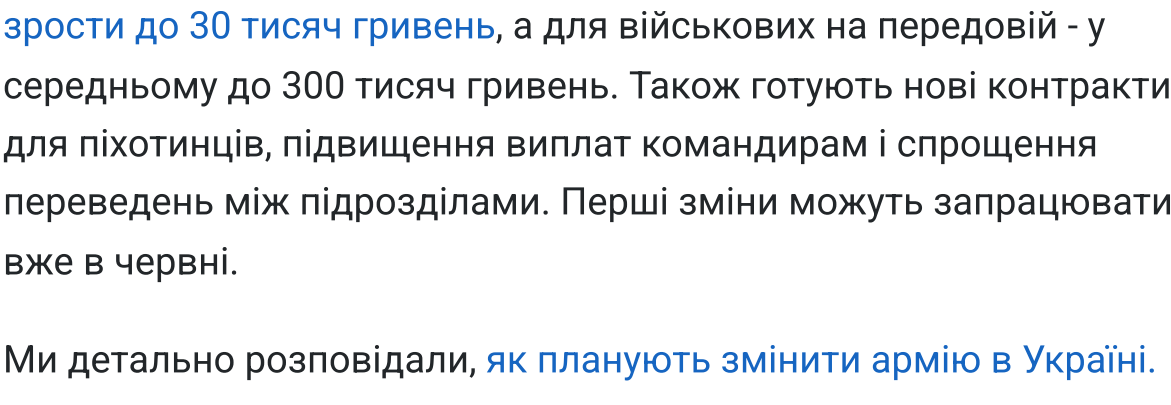 зрости до 30 тисяч гривень, а для військових на передовій - у
середньому до 300 тисяч гривень. Також готують нові контракти
для піхотинців, підвищення виплат командирам і спрощення
переведень між підрозділами. Перші зміни можуть запрацювати
вже в червні.
Ми детально розповідали, як планують змінити армію в Україні.